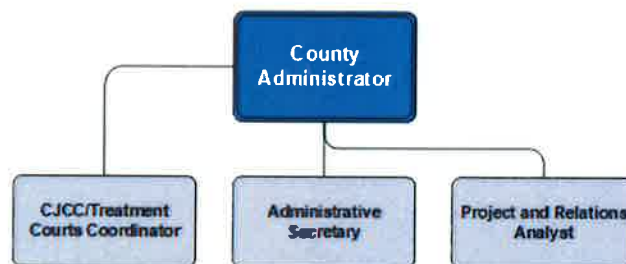 County
Administrator
CJCC/Treatment
Courts Coordinator
Administrative
Secretary
Project and Relations
Analyst